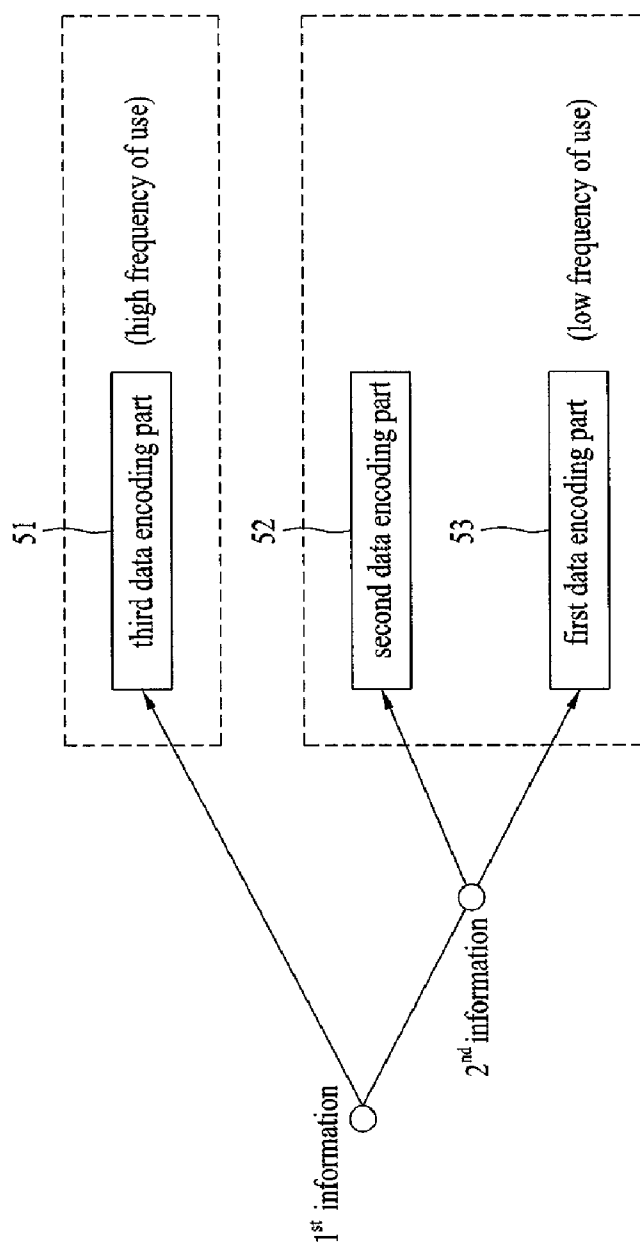 51
third data encoding part
(high frequency of use)
52
second data encoding part
53
first data encoding part
(low frequency of use)
1st information
2nd information